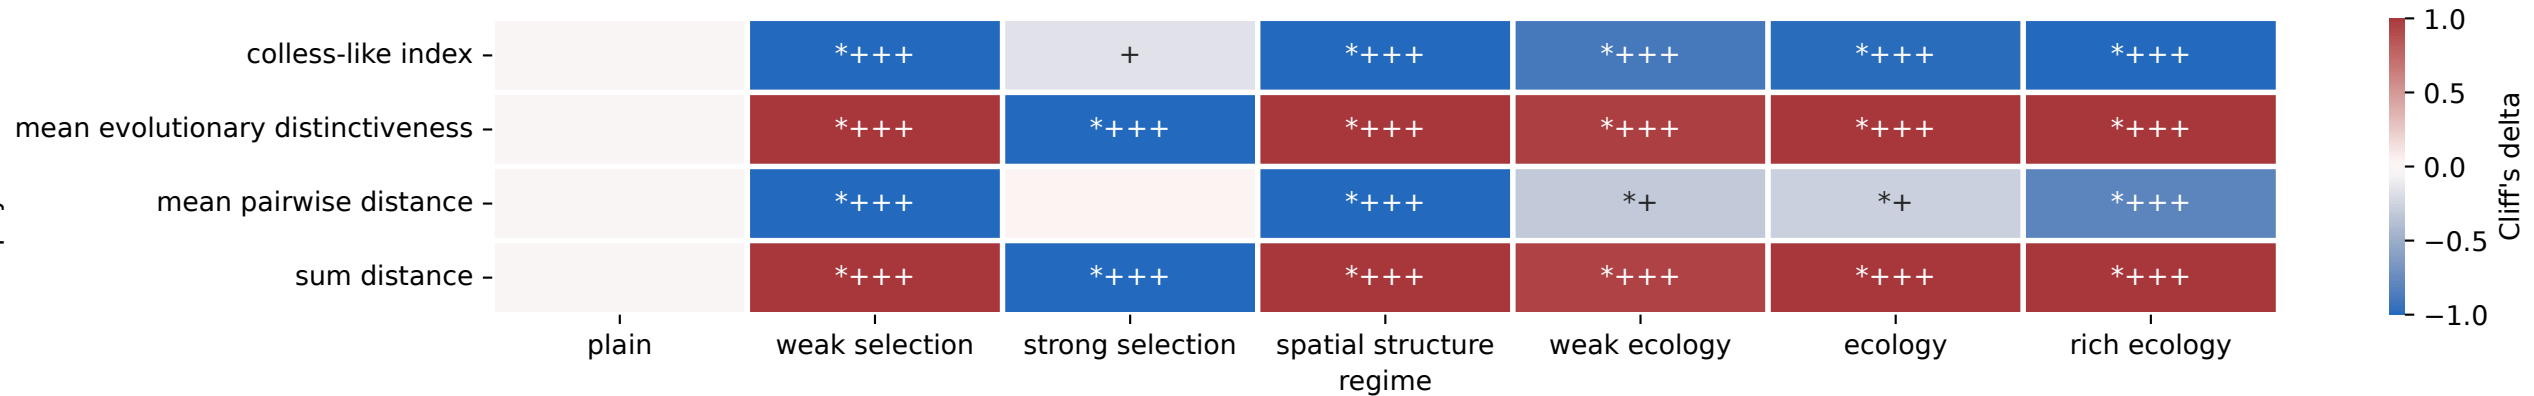 colless-like index *+++ + *+++ *+++ *+++ *+++
mean evolutionary distinctiveness *+++ *+++ *+++ *+++ *+++ *+++
mean pairwise distance *+++ *+++ *+ *+ *+++
sum distance *+++ *+++ *+++ *+++ *+++ *+++
plain weak selection strong selection spatial structure weak ecology ecology rich ecology
regime
1.0
0.5
0.0
−0.5
−1.0
Cliff's delta